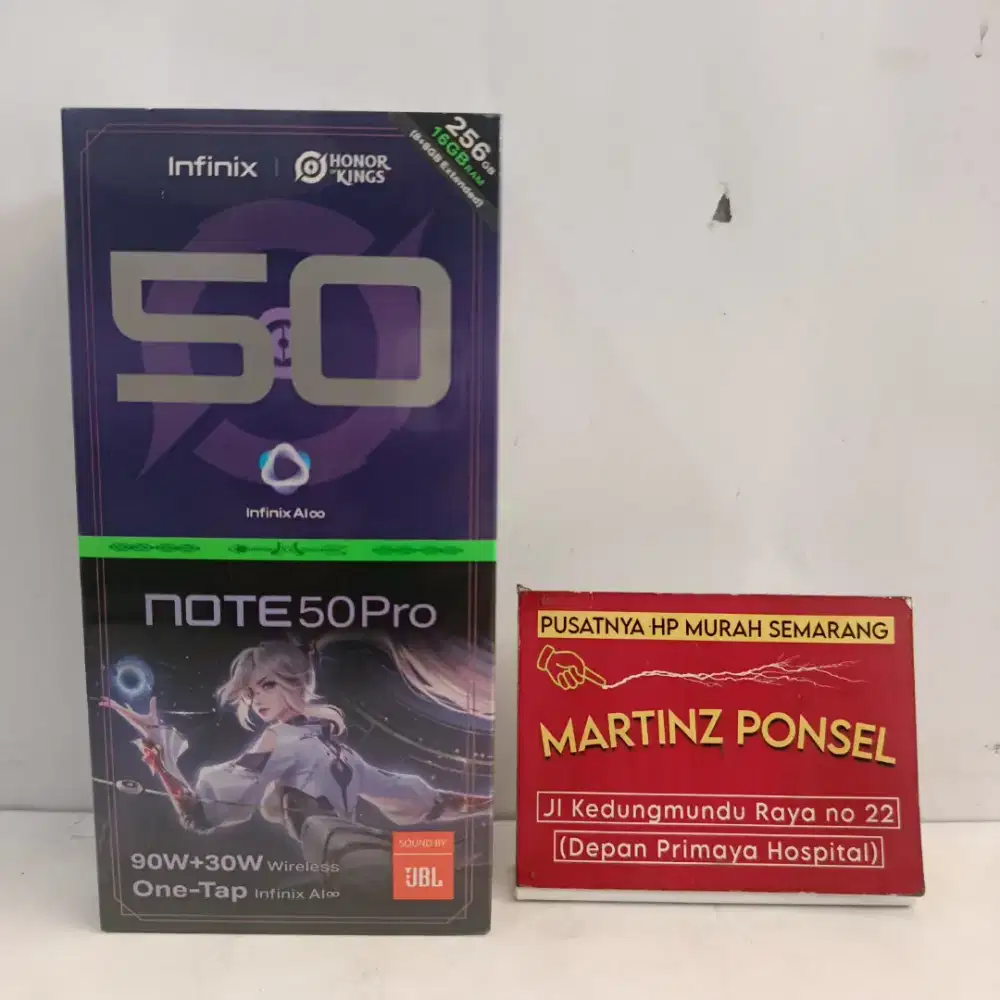 Infinix | HONOR OF KINGS
256GB
16GB RAM
(8+8GB Extended)
50
Infinix AI∞
NOTE 50 Pro
90W+30W Wireless
One-Tap Infinix AI∞
SOUND BY
JBL
PUSATNYA HP MURAH SEMARANG
MARTINZ PONSEL
Jl Kedungmundu Raya no 22
(Depan Primaya Hospital)